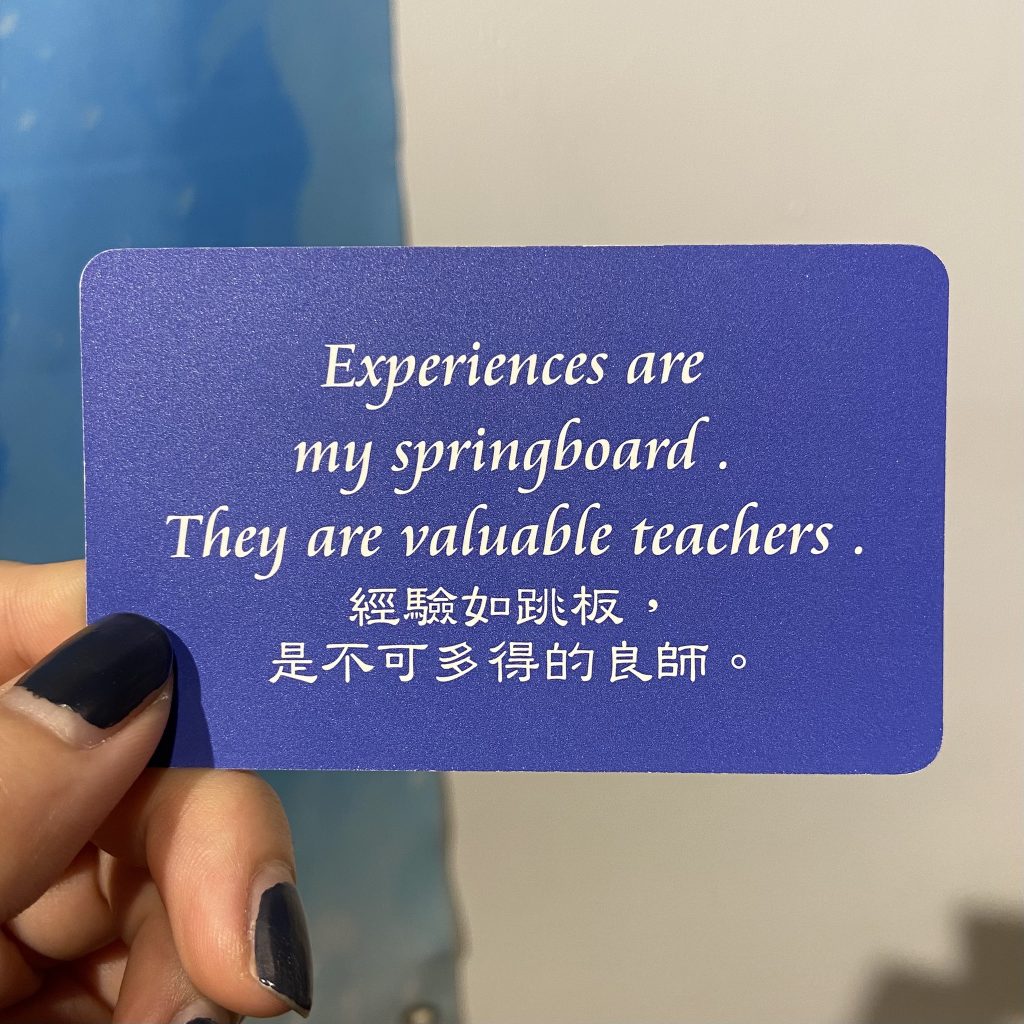 Experiences are
my springboard .
They are valuable teachers .
經驗如跳板，
是不可多得的良師。